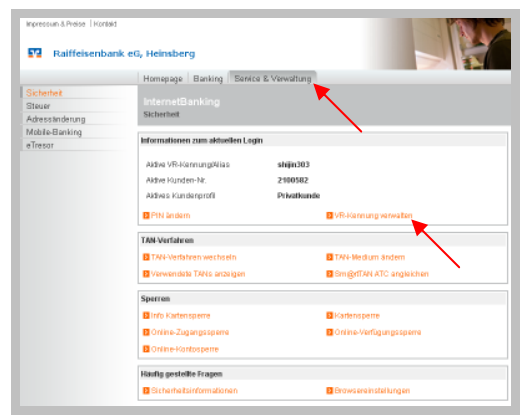 Impressum & Preise | Kontakt
Raiffeisenbank eG, Heinsberg
Homepage Banking Service & Verwaltung
Sicherheit
Steuer
Adressänderung
Mobile-Banking
eTresor
InternetBanking
Sicherheit
Informationen zum aktuellen Login
Aktive VR-Kennung/Alias shijin303
Aktive Kunden-Nr. 2100582
Aktives Kundenprofil Privatkunde
PIN ändern VR-Kennung verwalten
TAN-Verfahren
TAN-Verfahren wechseln TAN-Medium ändern
Verwendete TANs anzeigen Sm@rtTAN ATC angleichen
Sperren
Info Kartensperre Kartensperre
Online-Zugangssperre Online-Verfügungssperre
Online-Kontosperre
Häufig gestellte Fragen
Sicherheitsinformationen Browsereinstellungen